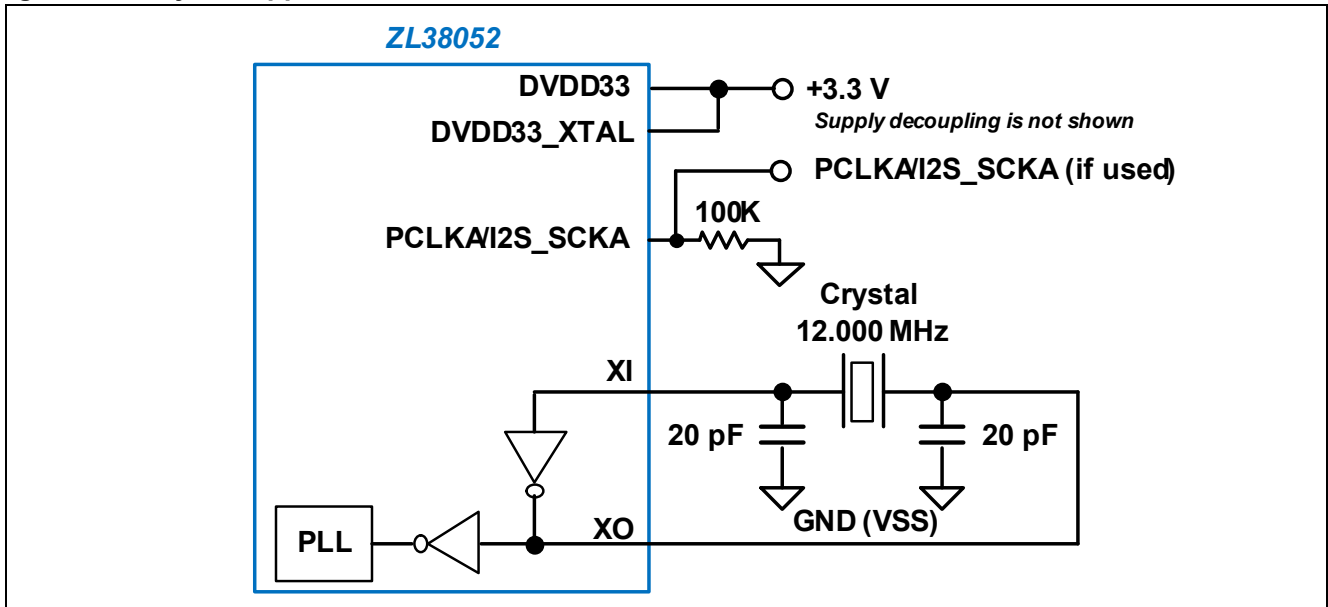 ZL38052
DVDD33
+3.3 V
Supply decoupling is not shown
DVDD33_XTAL
PCLKA/I2S_SCKA (if used)
100K
PCLKA/I2S_SCKA
Crystal
12.000 MHz
XI
20 pF
20 pF
GND (VSS)
XO
PLL